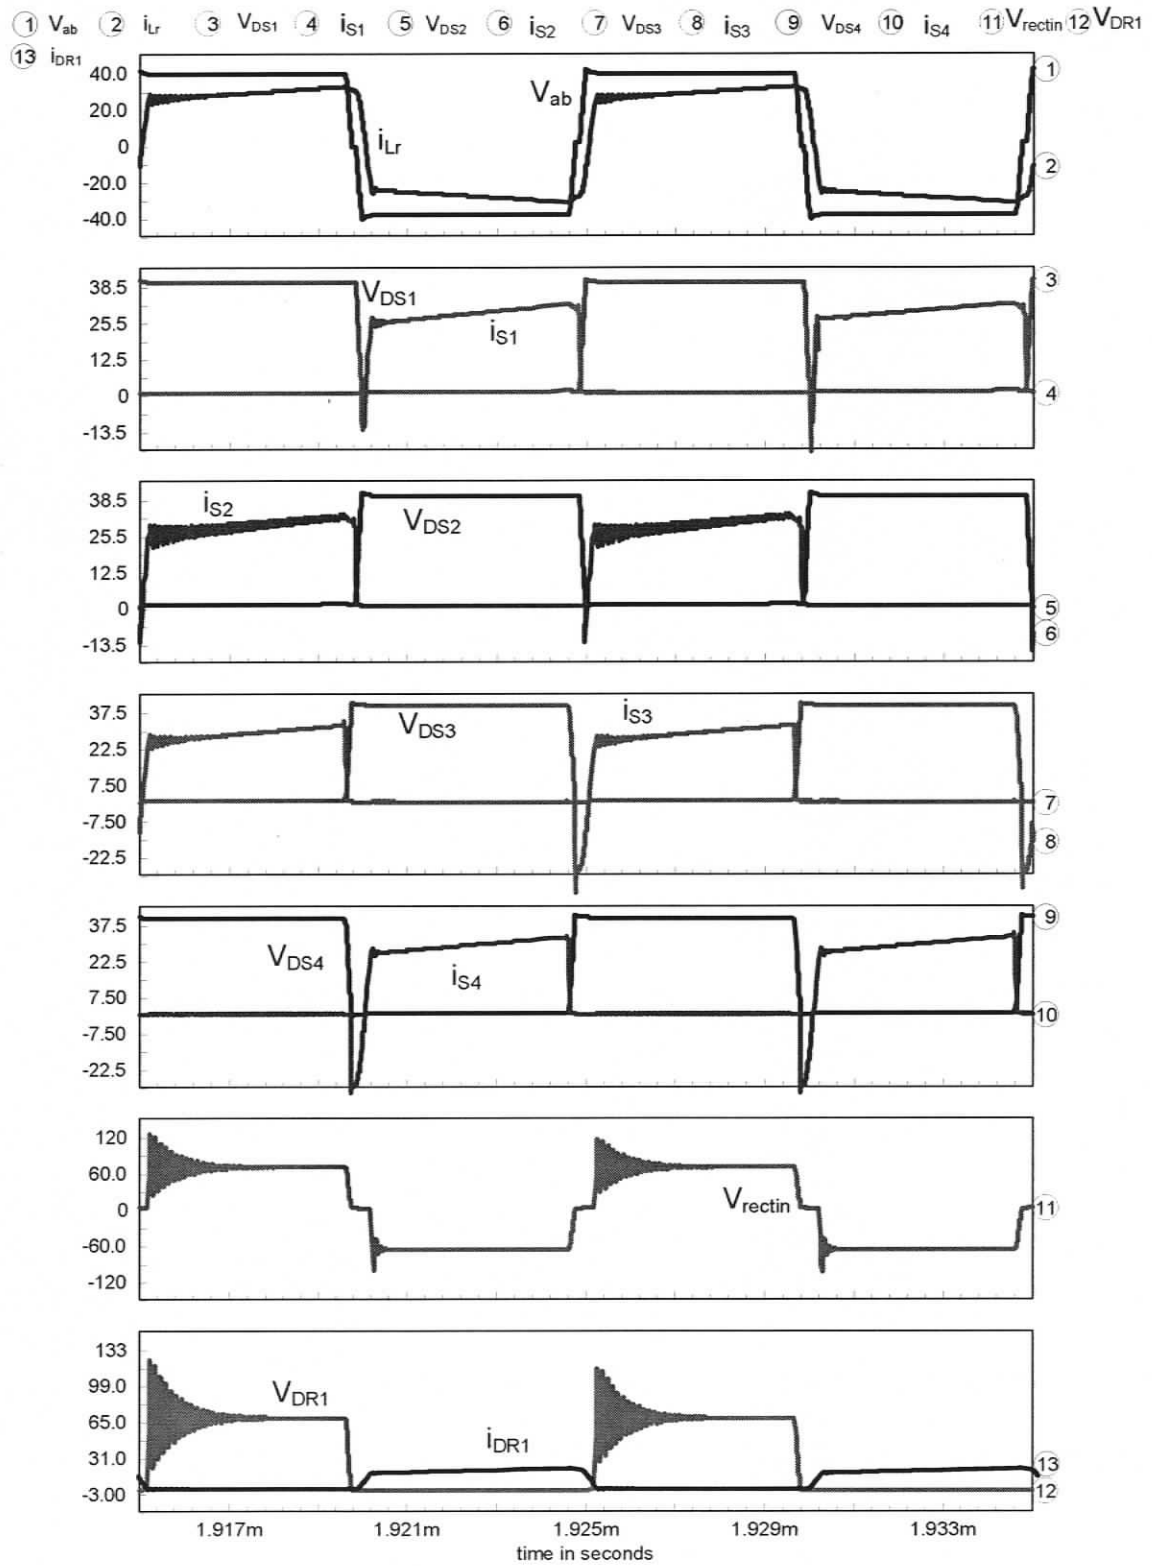 1 Vab 2 iLr 3 VDS1 4 iS1 5 VDS2 6 iS2 7 VDS3 8 iS3 9 VDS4 10 iS4 11 Vrectin 12 VDR1
13 iDR1
40.0
20.0
0
-20.0
-40.0
Vab
iLr
1
2
38.5
25.5
12.5
0
-13.5
VDS1
iS1
3
4
38.5
25.5
12.5
0
-13.5
iS2
VDS2
5
6
37.5
22.5
7.50
-7.50
-22.5
VDS3
iS3
7
8
37.5
22.5
7.50
-7.50
-22.5
VDS4
iS4
9
10
120
60.0
0
-60.0
-120
Vrectin
11
133
99.0
65.0
31.0
-3.00
VDR1
iDR1
13
12
1.917m 1.921m 1.925m 1.929m 1.933m
time in seconds